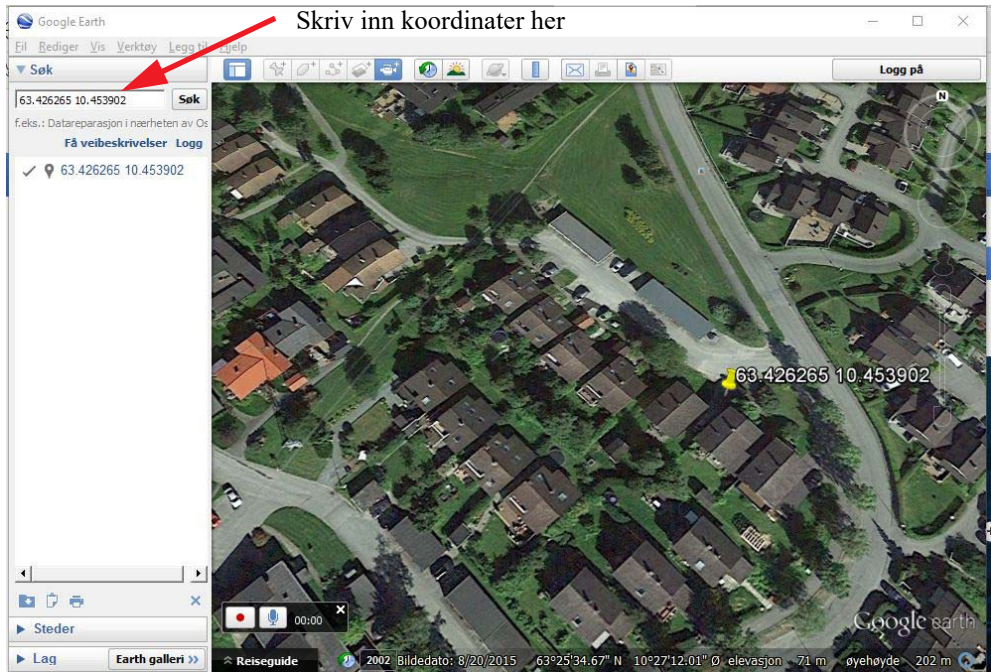 Skriv inn koordinater her
Google Earth
Fil Rediger Vis Verktøy Legg til Hjelp
Søk
Logg på
63.426265 10.453902 Søk
f.eks.: Datareparasjon i nærheten av Os
Få veibeskrivelser Logg
63.426265 10.453902
N
63.426265 10.453902
00:00
Google earth
Steder
Lag Earth galleri »
Reiseguide 2002 Bildedato: 8/20/2015 63°25'34.67" N 10°27'12.01" Ø elevasjon 71 m øyehøyde 202 m